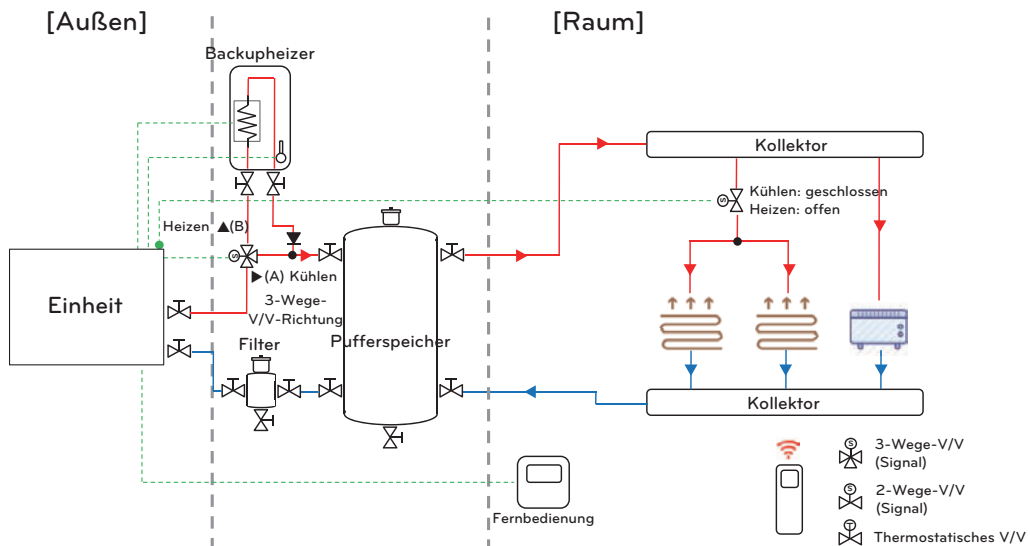 [Außen]
[Raum]
Backupheizer
Kollektor
Kühlen: geschlossen
Heizen: offen
S
Heizen ▲(B)
S
▶(A) Kühlen
3-Wege-
V/V-Richtung
Einheit
Filter
Pufferspeicher
Kollektor
Fernbedienung
S
3-Wege-V/V
(Signal)
S
2-Wege-V/V
(Signal)
T
Thermostatisches V/V